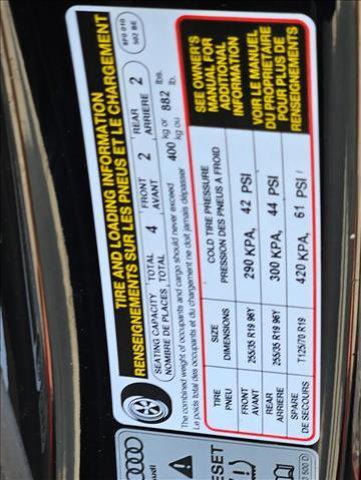 TIRE AND LOADING INFORMATION
RENSEIGNEMENTS SUR LES PNEUS ET LE CHARGEMENT
8F0 010
502 BE
SEATING CAPACITY TOTAL 4 FRONT 2 REAR 2
NOMBRE DE PLACES TOTAL AVANT ARRIERE
The combined weight of occupants and cargo should never exceed 400 kg or 882 lbs.
Le poids total des occupants et du chargement ne doit jamais dépasser kg ou lb.
TIRE SIZE COLD TIRE PRESSURE
PNEU DIMENSIONS PRESSION DES PNEUS A FROID
FRONT 255/35 R19 96Y 290 KPA, 42 PSI
AVANT
REAR 255/35 R19 96Y 300 KPA, 44 PSI
ARRIERE
SPARE T125/70 R19 420 KPA, 61 PSI
DE SECOURS
SEE OWNER'S
MANUAL FOR
ADDITIONAL
INFORMATION
VOIR LE MANUEL
DU PROPRIETAIRE
POUR PLUS DE
RENSEIGNEMENTS